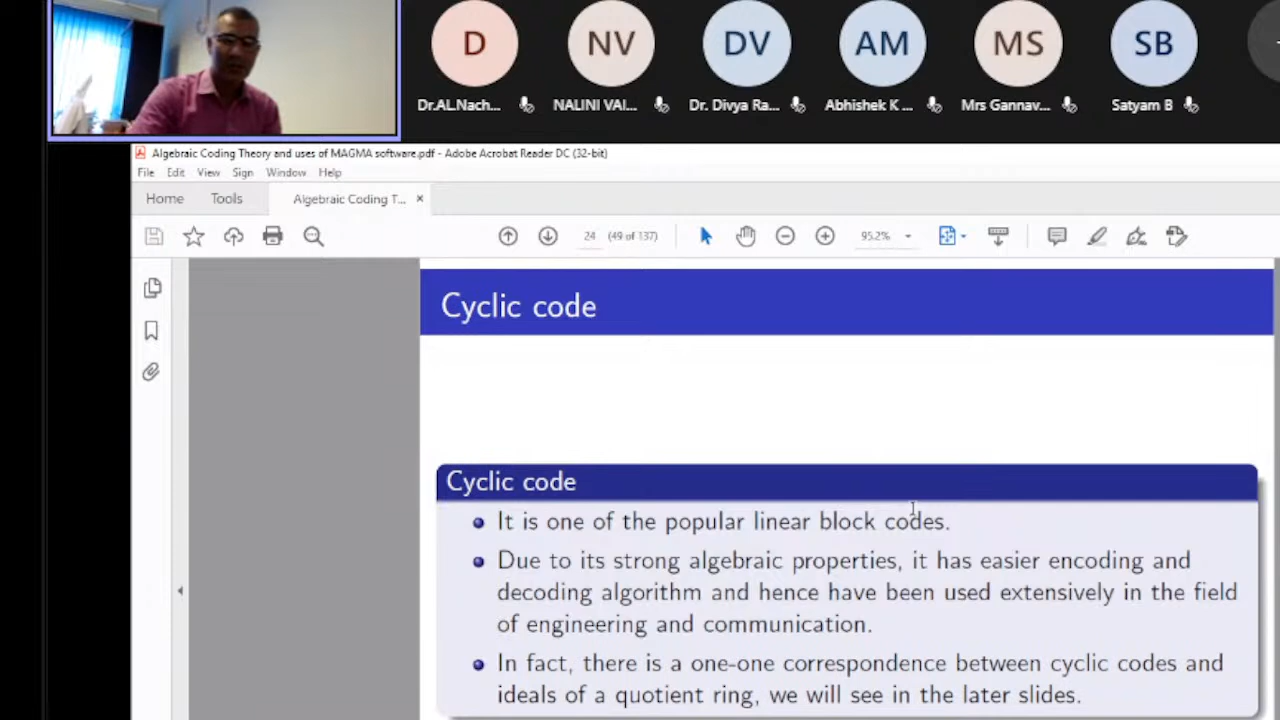 D NV DV AM MS SB
Dr.AL.Nach... NALINI VAI... Dr. Divya Ra... Abhishek K ... Mrs Gannav... Satyam B
Algebraic Coding Theory and uses of MAGMA software.pdf - Adobe Acrobat Reader DC (32-bit)
File Edit View Sign Window Help
Home Tools Algebraic Coding T... ×
24 (49 of 137) 95.2%
Cyclic code
Cyclic code
It is one of the popular linear block codes.
Due to its strong algebraic properties, it has easier encoding and
decoding algorithm and hence have been used extensively in the field
of engineering and communication.
In fact, there is a one-one correspondence between cyclic codes and
ideals of a quotient ring, we will see in the later slides.